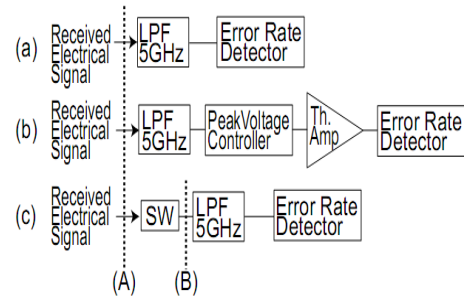 (a)
Received
Electrical
Signal
LPF
5GHz
Error Rate
Detector
(b)
Received
Electrical
Signal
LPF
5GHz
PeakVoltage
Controller
Th.
Amp
Error Rate
Detector
(c)
Received
Electrical
Signal
SW
LPF
5GHz
Error Rate
Detector
(A)
(B)